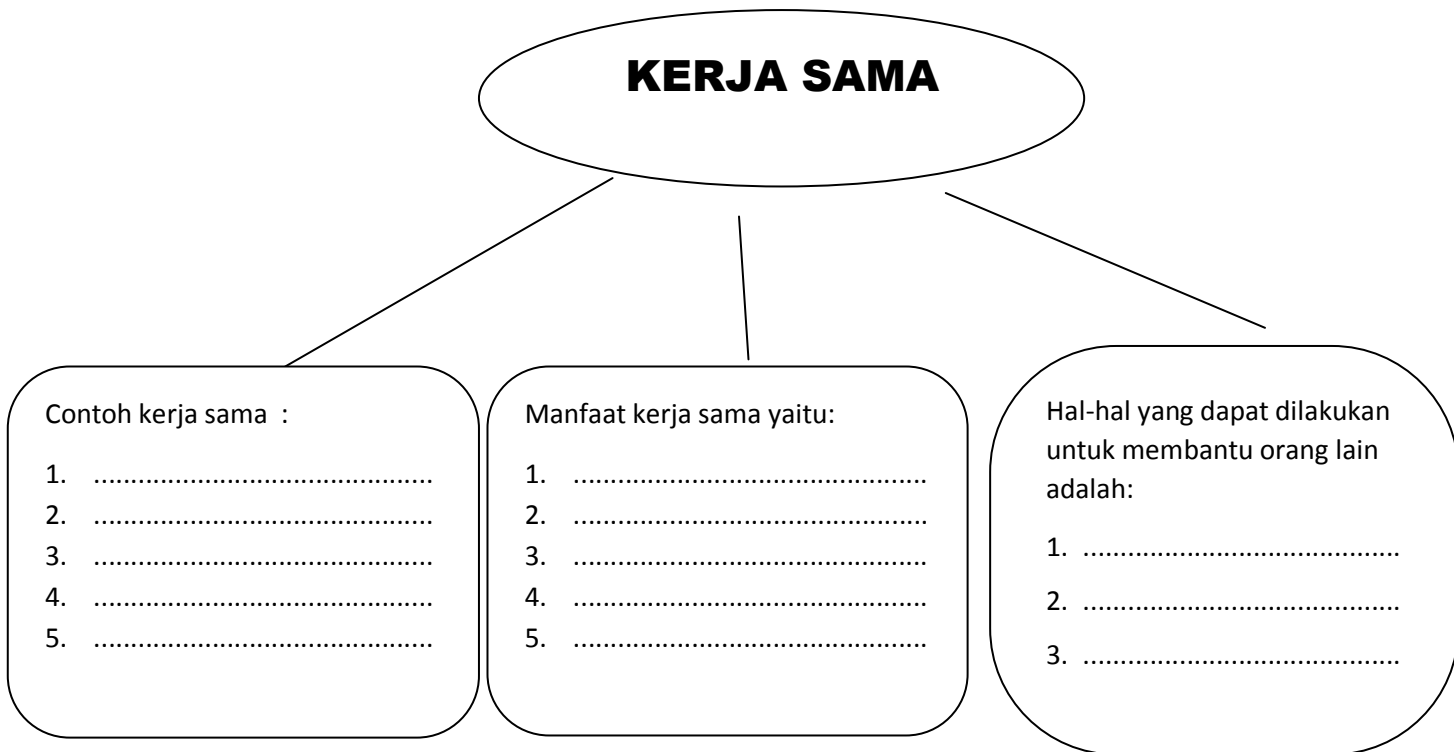 KERJA SAMA
Contoh kerja sama :
1. ..............................................
2. ..............................................
3. ..............................................
4. ..............................................
5. ..............................................
Manfaat kerja sama yaitu:
1. ................................................
2. ................................................
3. ................................................
4. ................................................
5. ................................................
Hal-hal yang dapat dilakukan
untuk membantu orang lain
adalah:
1. .........................................
2. .........................................
3. .........................................